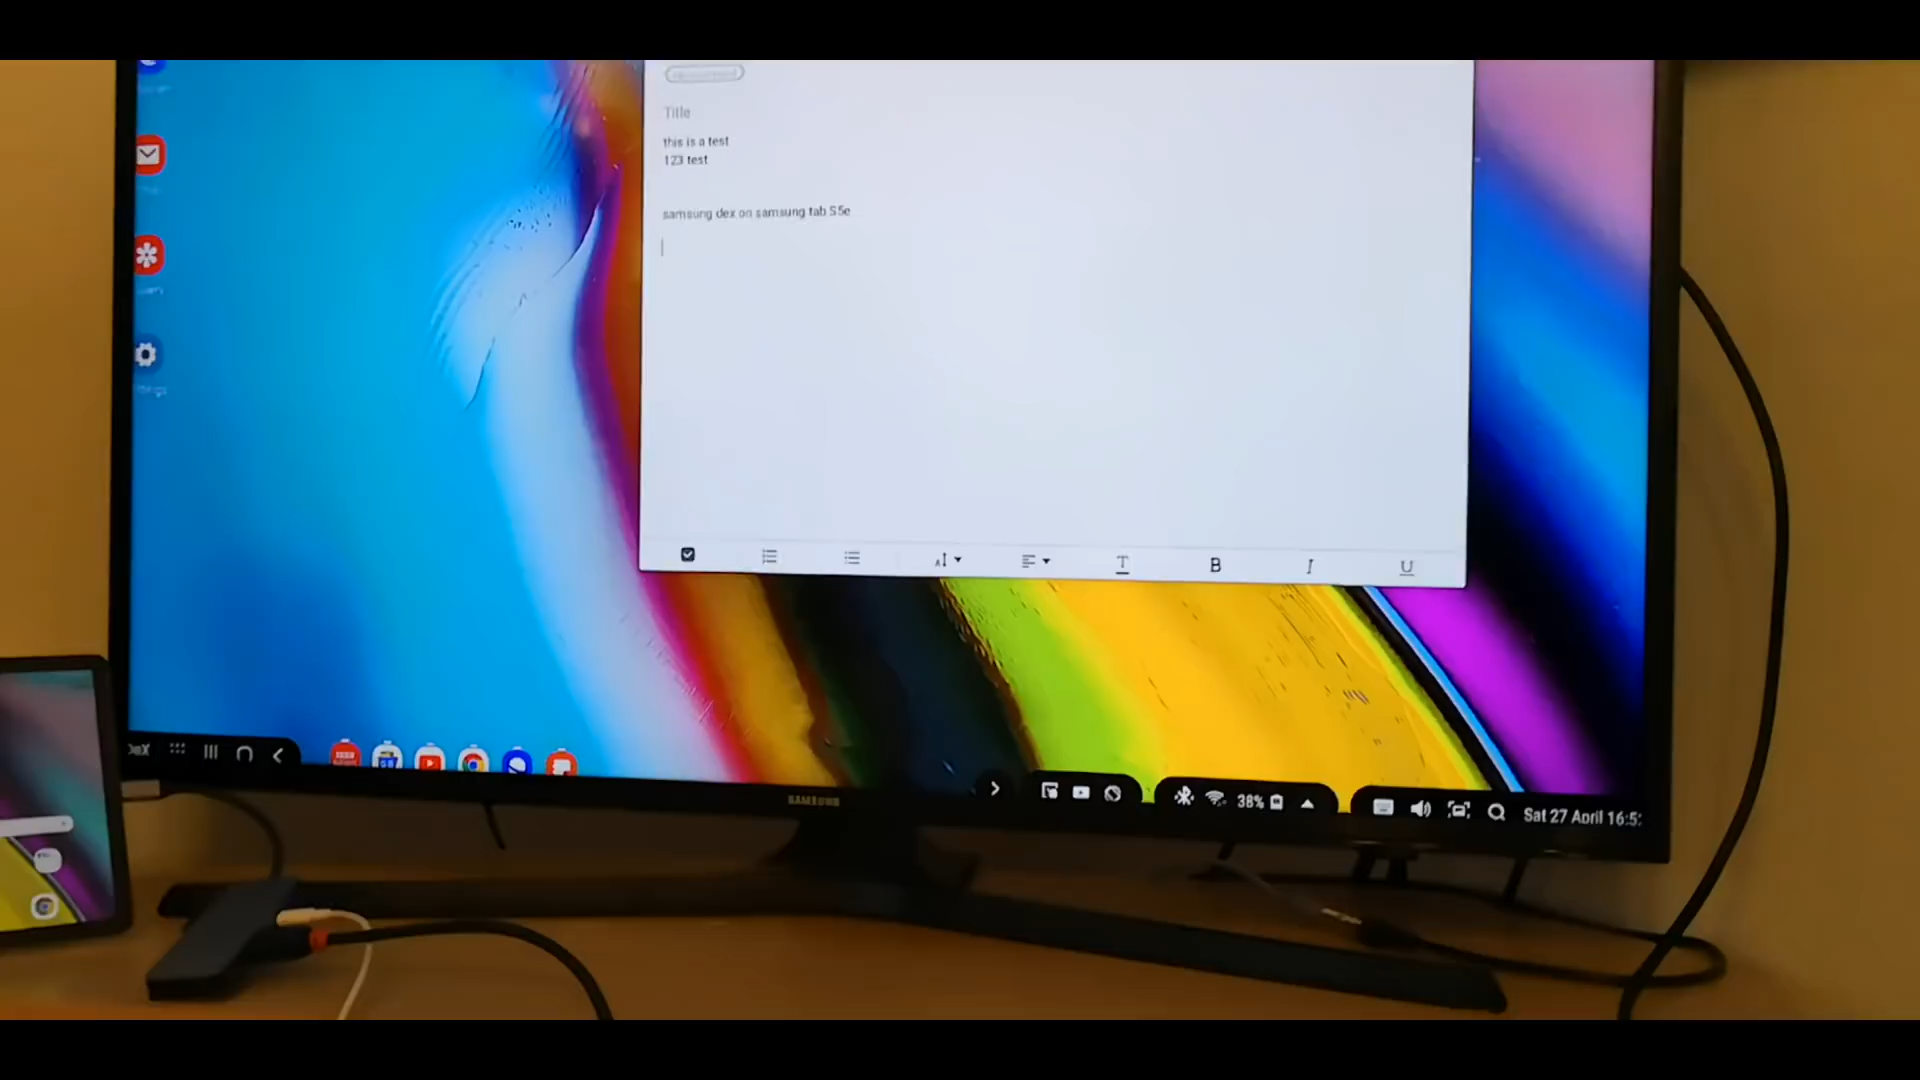 Title
this is a test
123 test
samsung dex on samsung tab S5e
B
I
U
DeX
SAMSUNG
38%
Sat 27 April 16:5